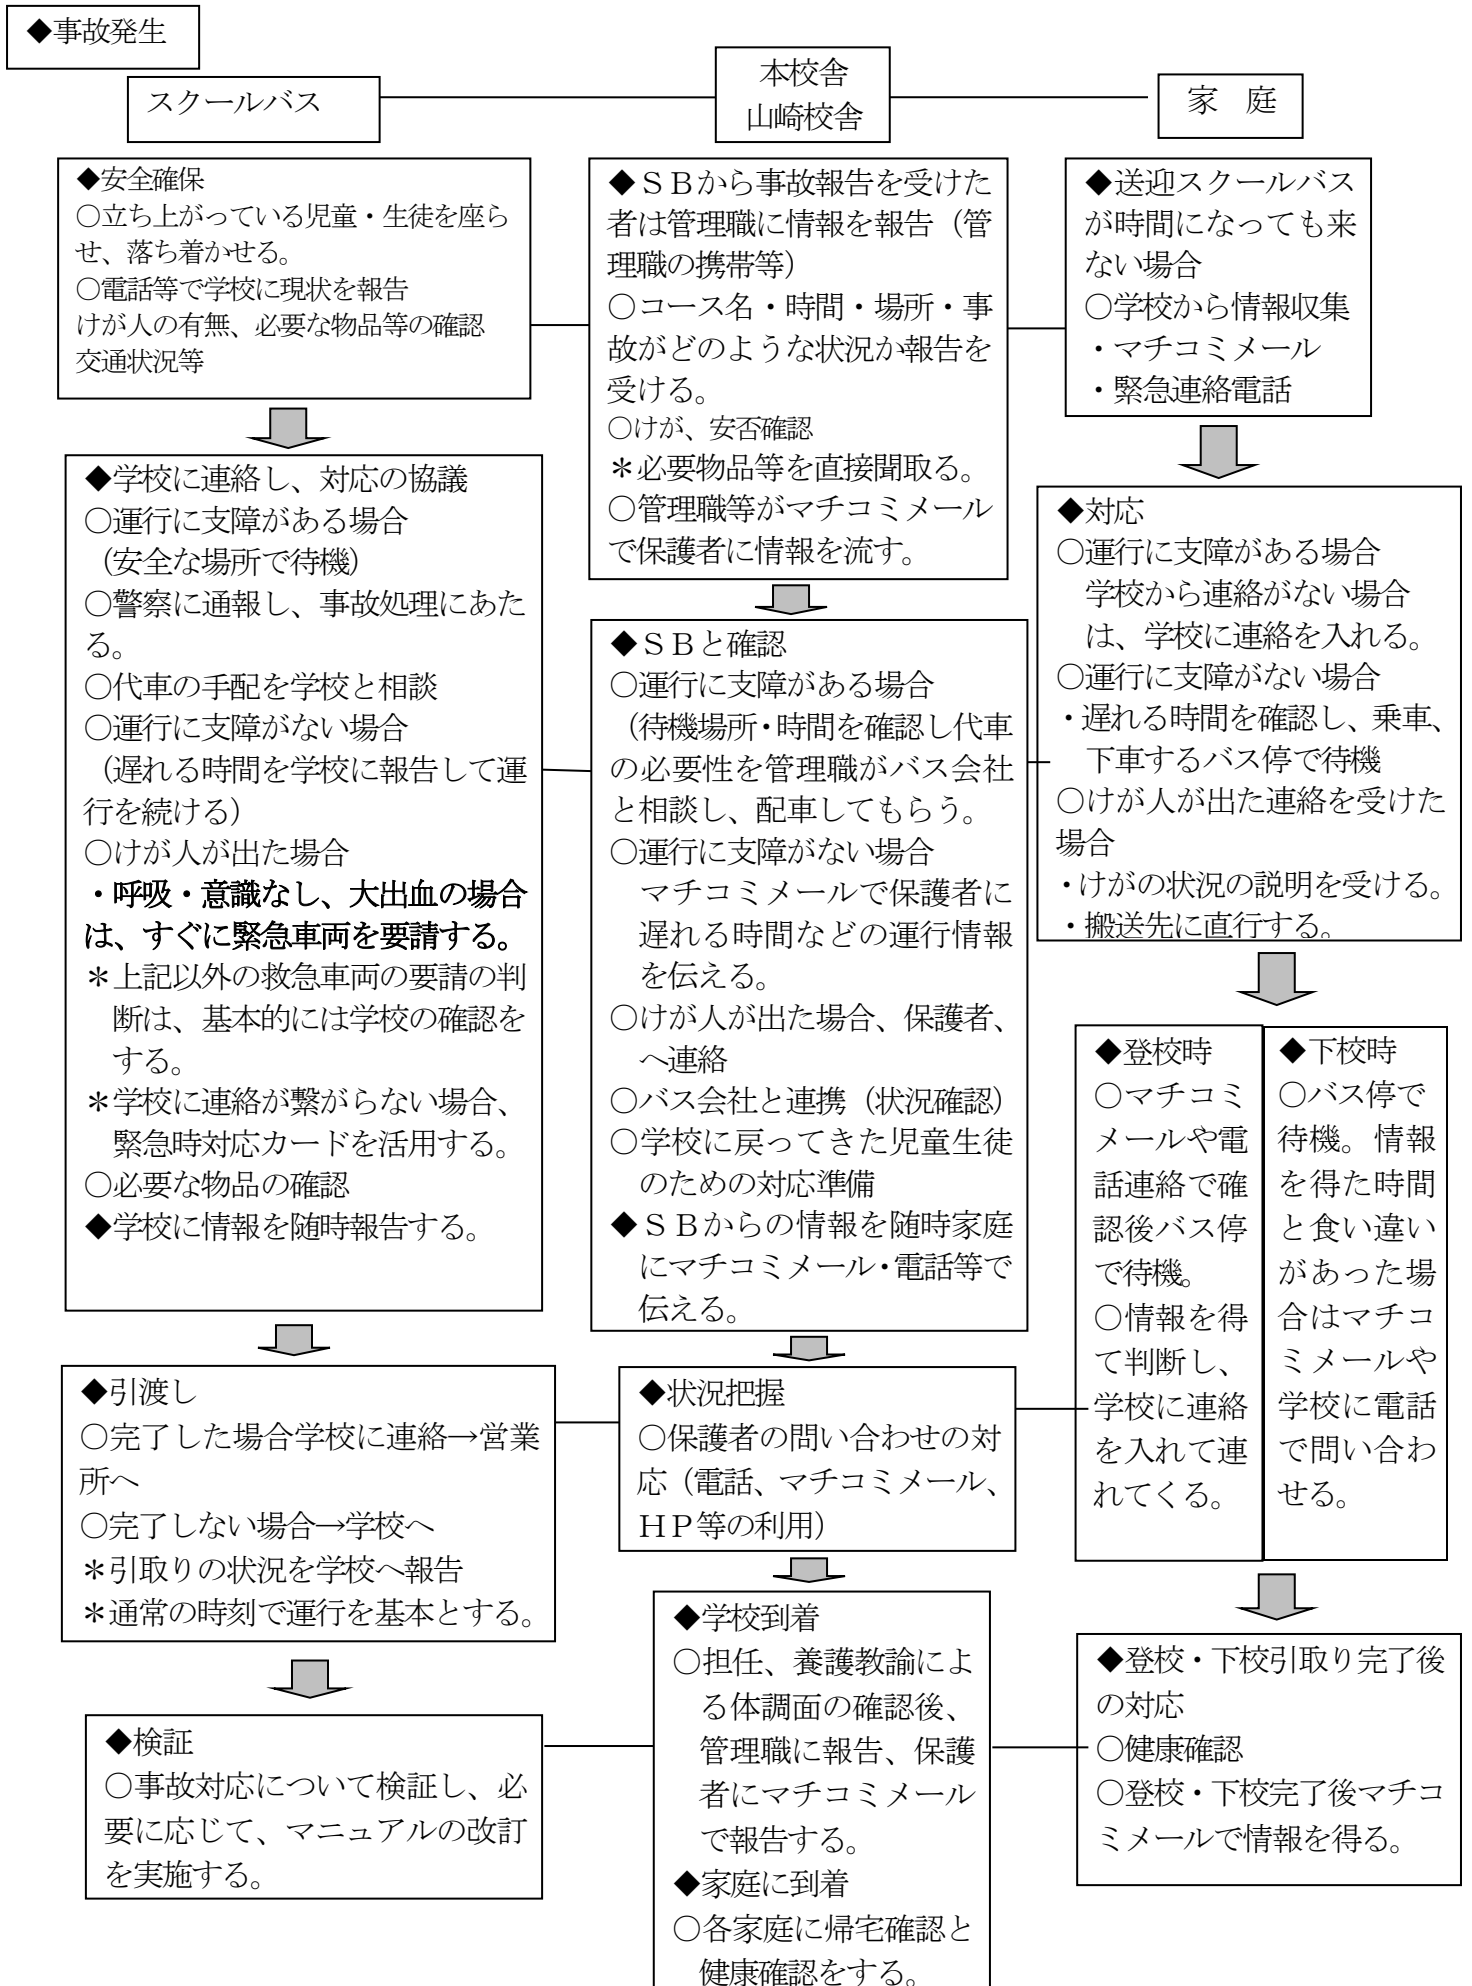 ◆事故発生
スクールバス
本校舎
山崎校舎
家　庭
◆安全確保
○立ち上がっている児童・生徒を座ら
せ、落ち着かせる。
○電話等で学校に現状を報告
けが人の有無、必要な物品等の確認
交通状況等
◆ＳＢから事故報告を受けた
者は管理職に情報を報告（管
理職の携帯等）
○コース名・時間・場所・事
故がどのような状況か報告を
受ける。
○けが、安否確認
＊必要物品等を直接聞取る。
○管理職等がマチコミメール
で保護者に情報を流す。
◆送迎スクールバス
が時間になっても来
ない場合
○学校から情報収集
・マチコミメール
・緊急連絡電話
◆学校に連絡し、対応の協議
○運行に支障がある場合
（安全な場所で待機）
○警察に通報し、事故処理にあた
る。
○代車の手配を学校と相談
○運行に支障がない場合
（遅れる時間を学校に報告して運
行を続ける）
○けが人が出た場合
・呼吸・意識なし、大出血の場合
は、すぐに緊急車両を要請する。
＊上記以外の救急車両の要請の判
断は、基本的には学校の確認を
する。
＊学校に連絡が繋がらない場合、
緊急時対応カードを活用する。
○必要な物品の確認
◆学校に情報を随時報告する。
◆ＳＢと確認
○運行に支障がある場合
（待機場所・時間を確認し代車
の必要性を管理職がバス会社
と相談し、配車してもらう。
○運行に支障がない場合
マチコミメールで保護者に
遅れる時間などの運行情報
を伝える。
○けが人が出た場合、保護者、
へ連絡
○バス会社と連携（状況確認）
○学校に戻ってきた児童生徒
のための対応準備
◆ＳＢからの情報を随時家庭
にマチコミメール・電話等で
伝える。
◆対応
○運行に支障がある場合
学校から連絡がない場合
は、学校に連絡を入れる。
○運行に支障がない場合
・遅れる時間を確認し、乗車、
下車するバス停で待機
○けが人が出た連絡を受けた
場合
・けがの状況の説明を受ける。
・搬送先に直行する。
◆登校時
○マチコミ
メールや電
話連絡で確
認後バス停
で待機。
○情報を得
て判断し、
学校に連絡
を入れて連
れてくる。
◆下校時
○バス停で
待機。情報
を得た時間
と食い違い
があった場
合はマチコ
ミメールや
学校に電話
で問い合わ
せる。
◆引渡し
○完了した場合学校に連絡→営業
所へ
○完了しない場合→学校へ
＊引取りの状況を学校へ報告
＊通常の時刻で運行を基本とする。
◆状況把握
○保護者の問い合わせの対
応（電話、マチコミメール、
ＨＰ等の利用）
◆検証
○事故対応について検証し、必
要に応じて、マニュアルの改訂
を実施する。
◆学校到着
○担任、養護教諭によ
る体調面の確認後、
管理職に報告、保護
者にマチコミメール
で報告する。
◆家庭に到着
○各家庭に帰宅確認と
健康確認をする。
◆登校・下校引取り完了後
の対応
○健康確認
○登校・下校完了後マチコ
ミメールで情報を得る。